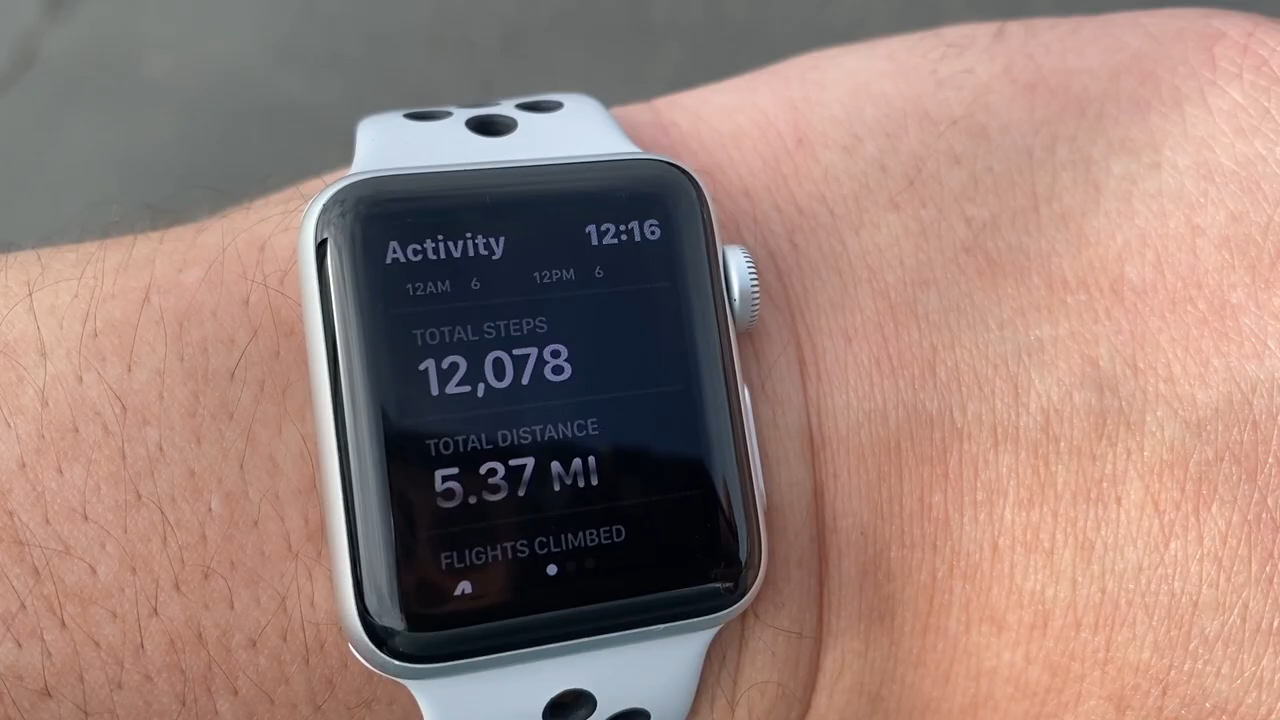 Activity 12:16
12AM 6 12PM 6
TOTAL STEPS
12,078
TOTAL DISTANCE
5.37 MI
FLIGHTS CLIMBED